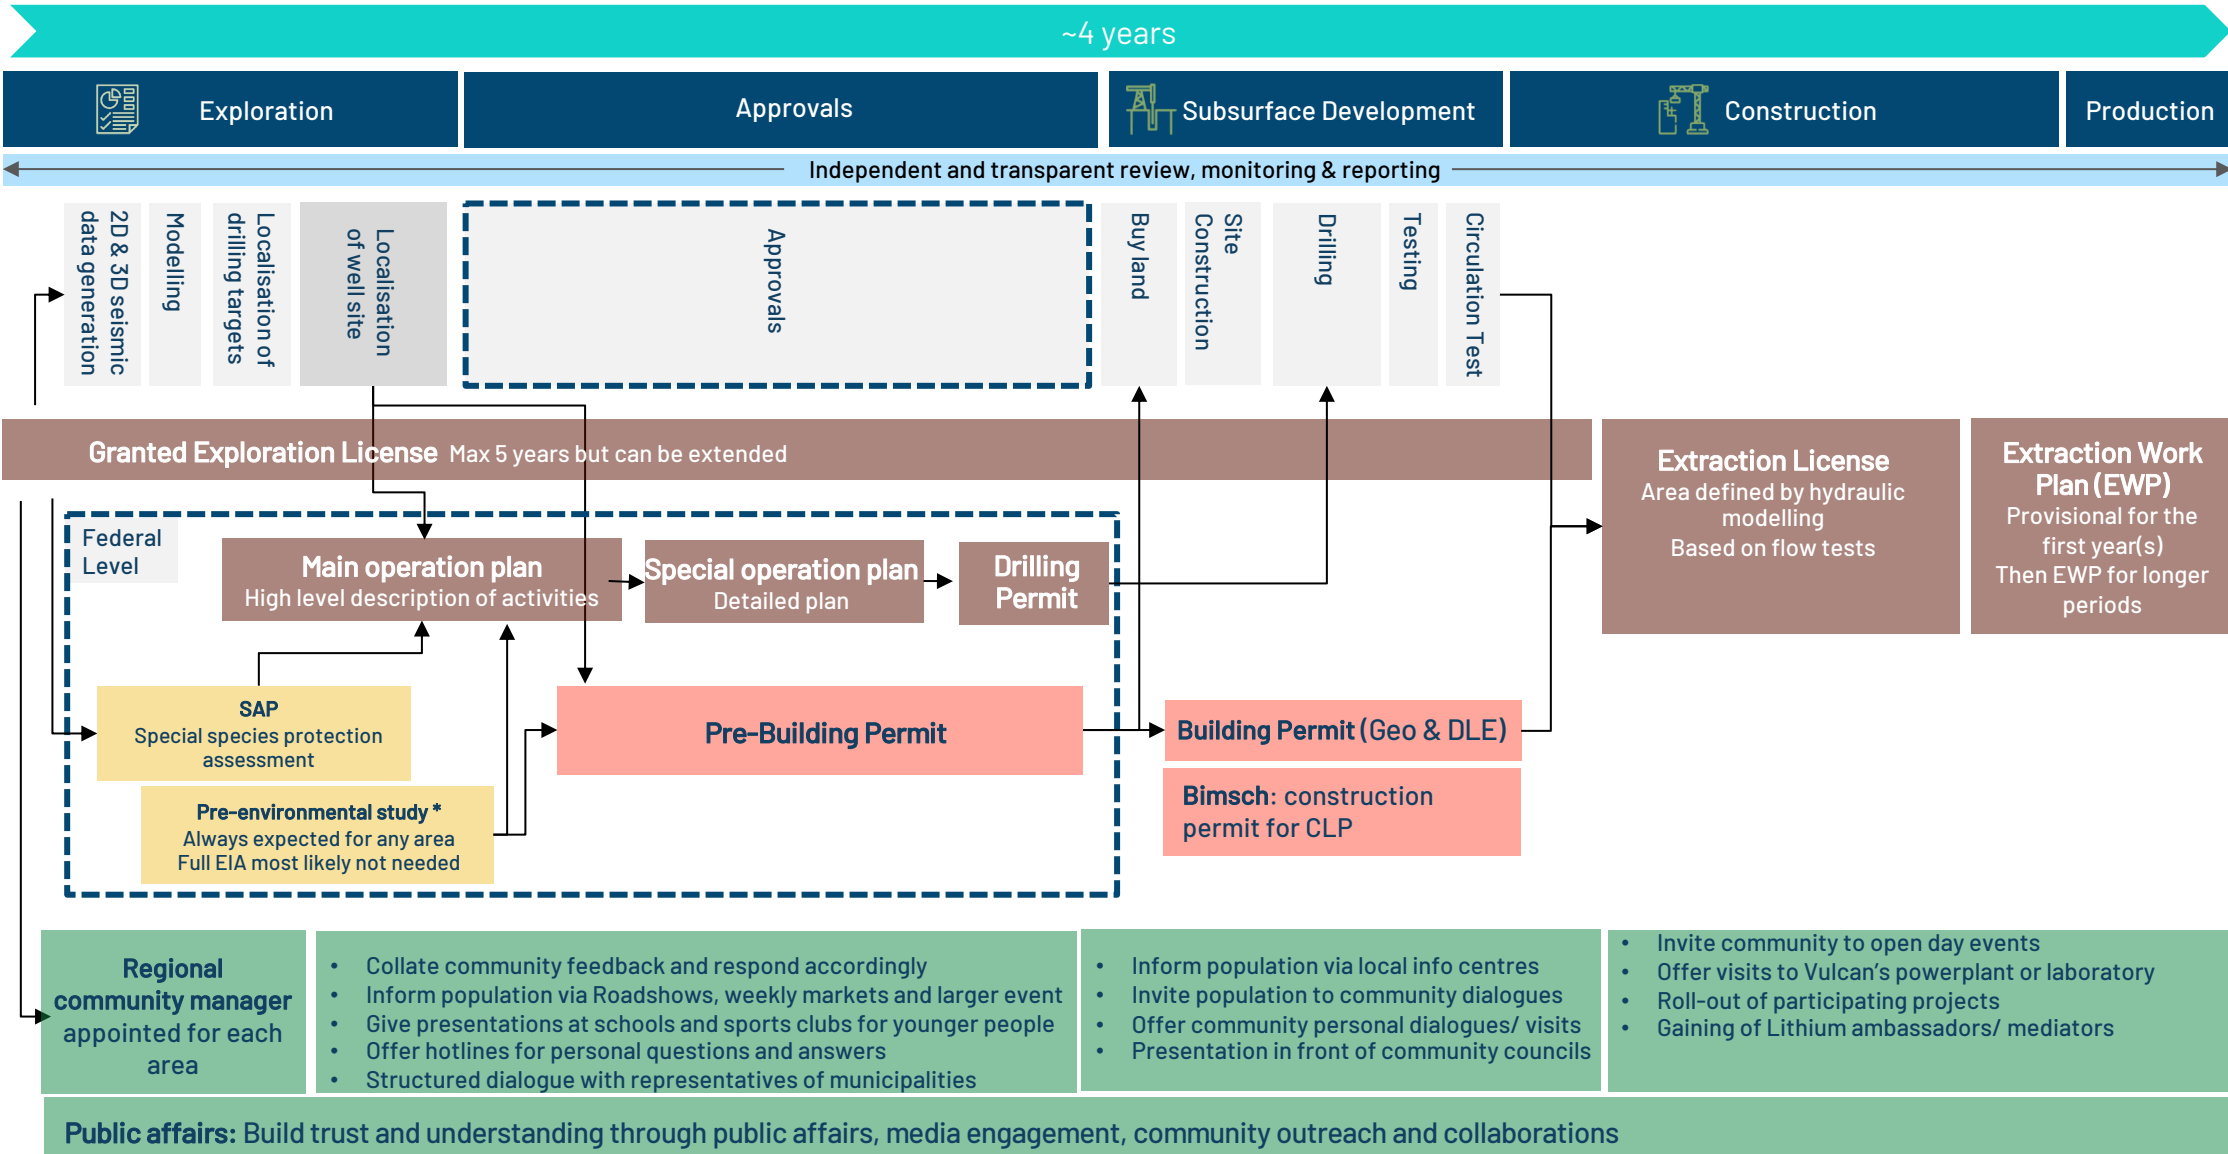 ~4 years
Exploration
Approvals
Subsurface Development
Construction
Production
Independent and transparent review, monitoring & reporting
2D & 3D seismic
data generation
Modelling
Localisation of
drilling targets
Localisation
of well site
Approvals
Buy land
Site
Construction
Drilling
Testing
Circulation Test
Granted Exploration License Max 5 years but can be extended
Extraction License
Area defined by hydraulic
modelling
Based on flow tests
Extraction Work
Plan (EWP)
Provisional for the
first year(s)
Then EWP for longer
periods
Federal
Level
Main operation plan
High level description of activities
Special operation plan
Detailed plan
Drilling
Permit
SAP
Special species protection
assessment
Pre-environmental study *
Always expected for any area
Full EIA most likely not needed
Pre-Building Permit
Building Permit (Geo & DLE)
Bimsch: construction
permit for CLP
Regional
community manager
appointed for each
area
• Collate community feedback and respond accordingly
• Inform population via Roadshows, weekly markets and larger event
• Give presentations at schools and sports clubs for younger people
• Offer hotlines for personal questions and answers
• Structured dialogue with representatives of municipalities
• Inform population via local info centres
• Invite population to community dialogues
• Offer community personal dialogues/ visits
• Presentation in front of community councils
• Invite community to open day events
• Offer visits to Vulcan's powerplant or laboratory
• Roll-out of participating projects
• Gaining of Lithium ambassadors/ mediators
Public affairs: Build trust and understanding through public affairs, media engagement, community outreach and collaborations